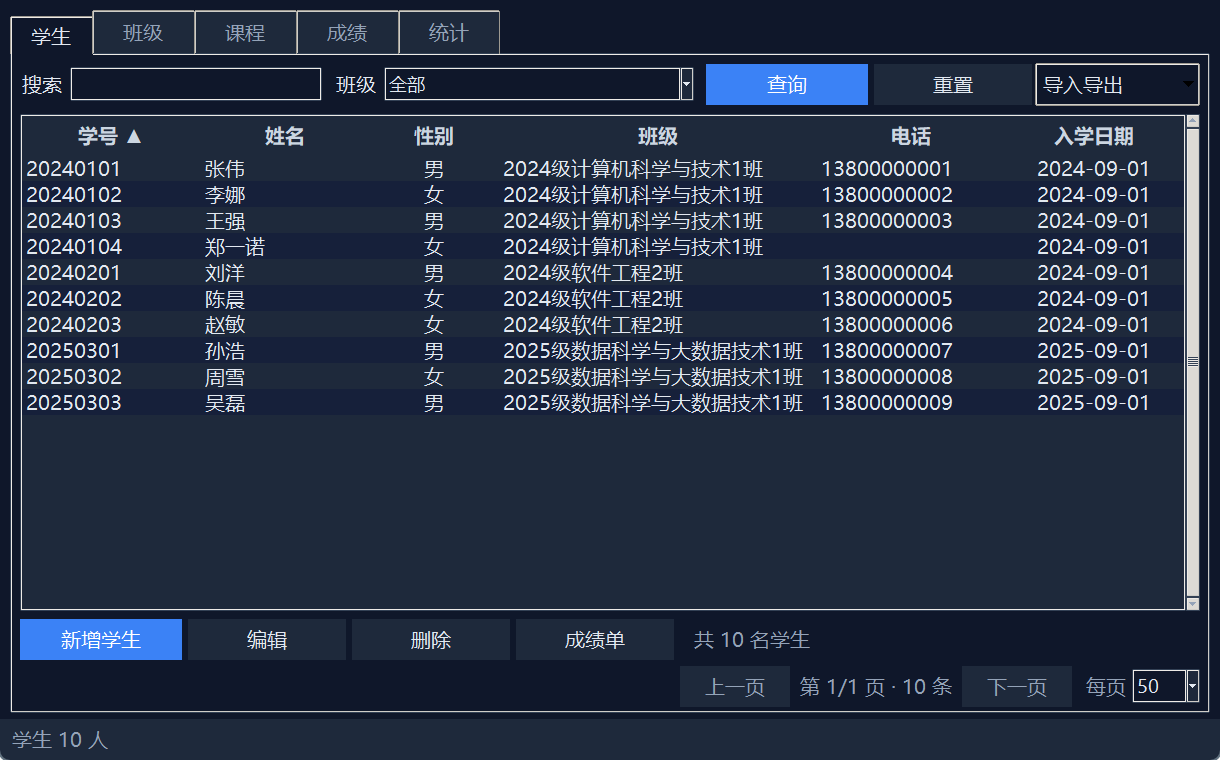 学生 班级 课程 成绩 统计
搜索 班级 全部 查询 重置 导入导出
学号 ▲ 姓名 性别 班级 电话 入学日期
20240101 张伟 男 2024级计算机科学与技术1班 13800000001 2024-09-01
20240102 李娜 女 2024级计算机科学与技术1班 13800000002 2024-09-01
20240103 王强 男 2024级计算机科学与技术1班 13800000003 2024-09-01
20240104 郑一诺 女 2024级计算机科学与技术1班 2024-09-01
20240201 刘洋 男 2024级软件工程2班 13800000004 2024-09-01
20240202 陈晨 女 2024级软件工程2班 13800000005 2024-09-01
20240203 赵敏 女 2024级软件工程2班 13800000006 2024-09-01
20250301 孙浩 男 2025级数据科学与大数据技术1班 13800000007 2025-09-01
20250302 周雪 女 2025级数据科学与大数据技术1班 13800000008 2025-09-01
20250303 吴磊 男 2025级数据科学与大数据技术1班 13800000009 2025-09-01
新增学生 编辑 删除 成绩单 共 10 名学生
上一页 第 1/1 页 · 10 条 下一页 每页 50
学生 10 人